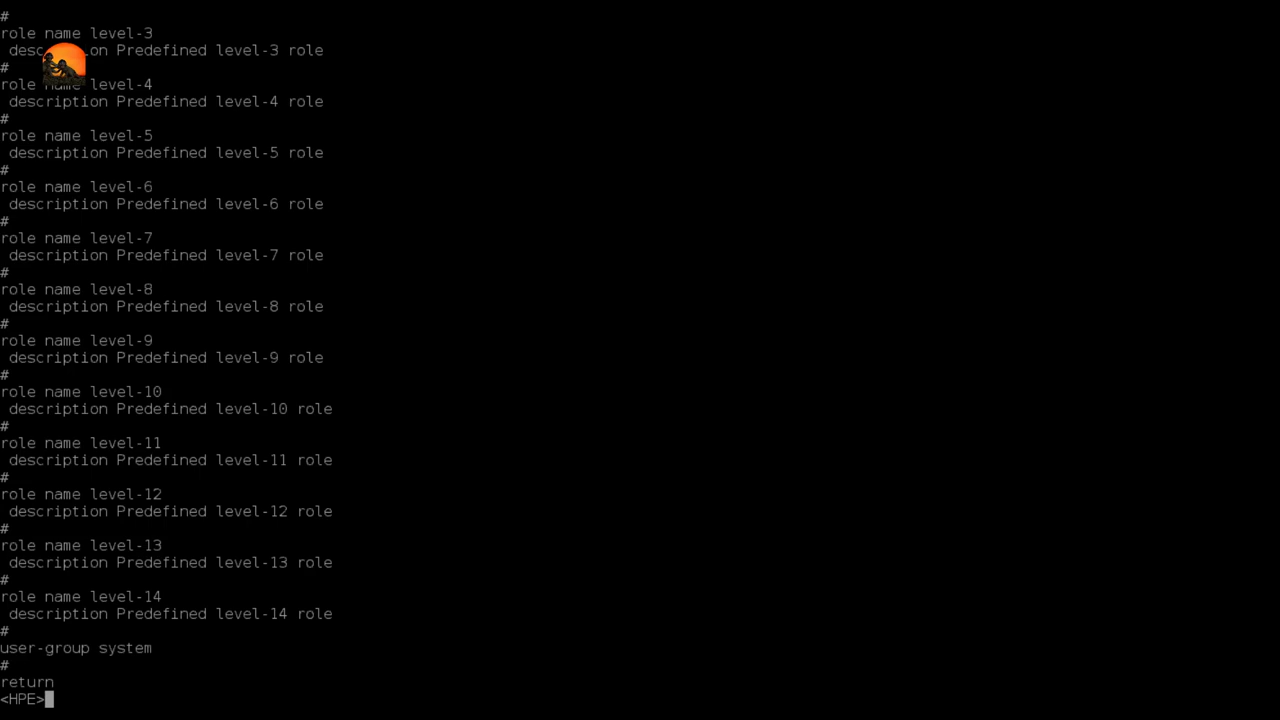 #
role name level-3
description Predefined level-3 role
#
role name level-4
description Predefined level-4 role
#
role name level-5
description Predefined level-5 role
#
role name level-6
description Predefined level-6 role
#
role name level-7
description Predefined level-7 role
#
role name level-8
description Predefined level-8 role
#
role name level-9
description Predefined level-9 role
#
role name level-10
description Predefined level-10 role
#
role name level-11
description Predefined level-11 role
#
role name level-12
description Predefined level-12 role
#
role name level-13
description Predefined level-13 role
#
role name level-14
description Predefined level-14 role
#
user-group system
#
return
<HPE>